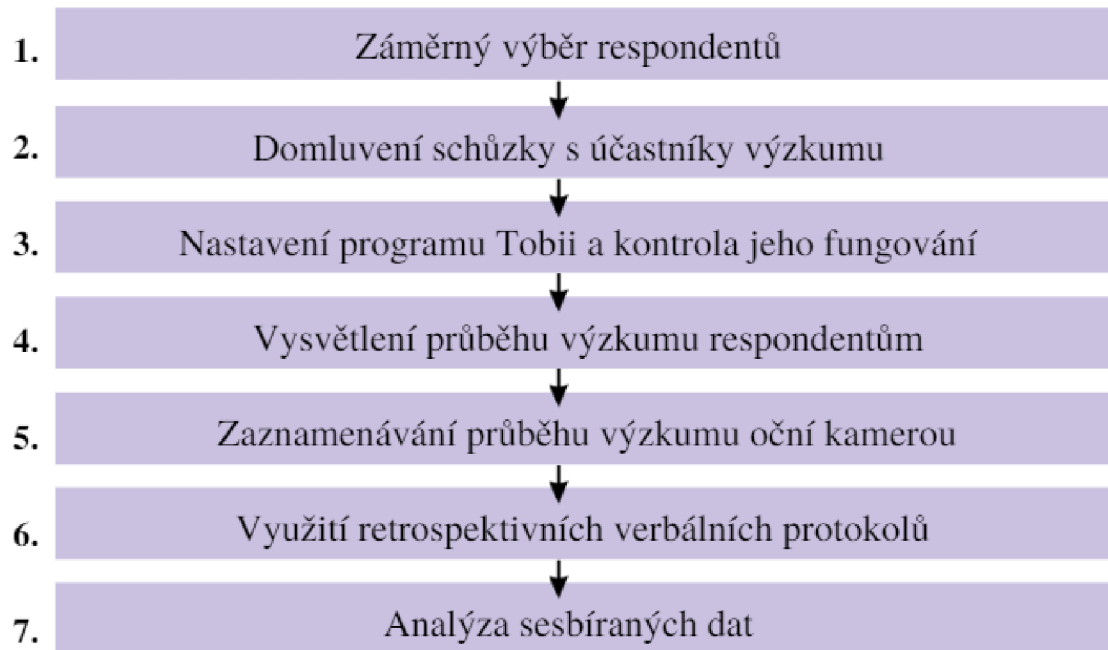 1. Záměrný výběr respondentů
2. Domluvení schůzky s účastníky výzkumu
3. Nastavení programu Tobii a kontrola jeho fungování
4. Vysvětlení průběhu výzkumu respondentům
5. Zaznamenávání průběhu výzkumu oční kamerou
6. Využití retrospektivních verbálních protokolů
7. Analýza sesbíraných dat